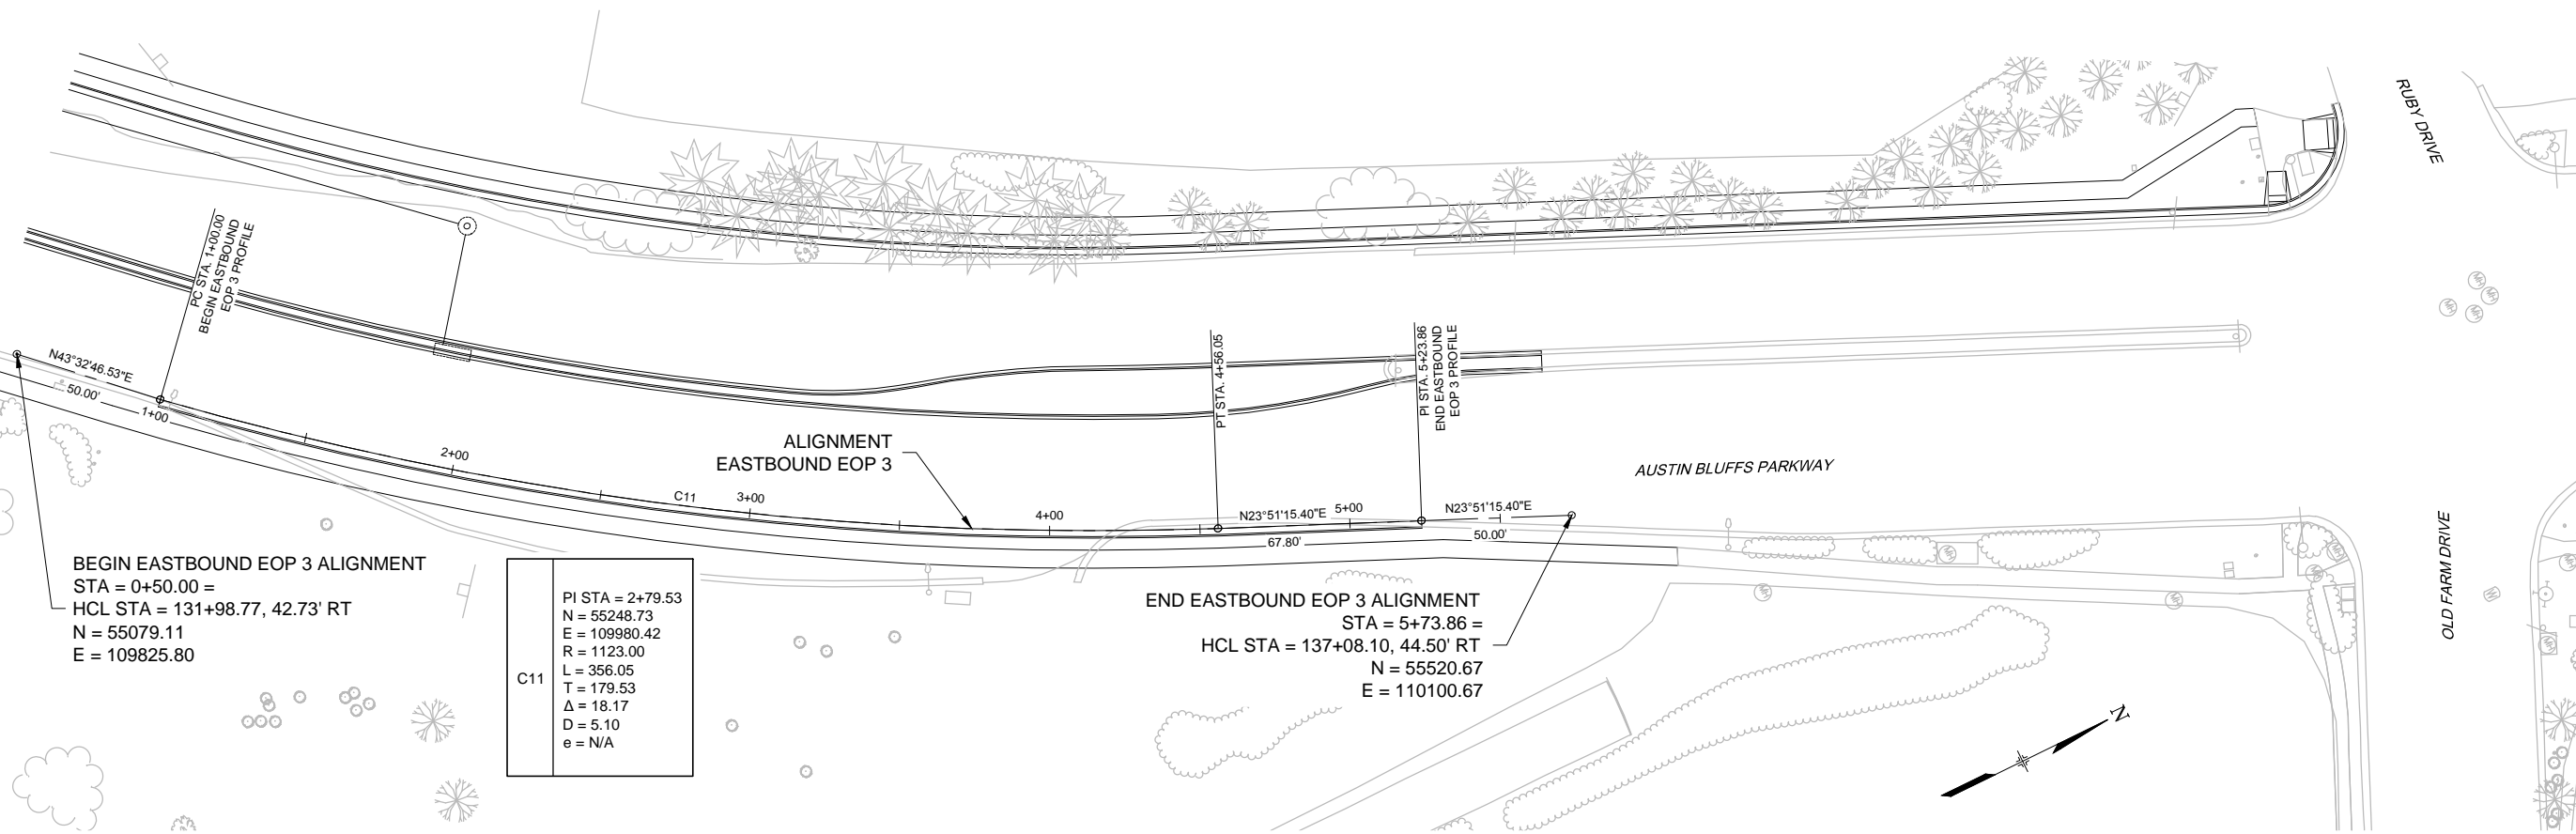 RUBY DRIVE
PC STA. 1+00.00
BEGIN EASTBOUND
EOP 3 PROFILE
N43°32'46.53"E
50.00'
1+00
2+00
C11
3+00
4+00
5+00
PT STA. 4+56.05
PI STA. 5+23.86
END EASTBOUND
EOP 3 PROFILE
ALIGNMENT
EASTBOUND EOP 3
AUSTIN BLUFFS PARKWAY
N23°51'15.40"E
67.80'
N23°51'15.40"E
50.00'
BEGIN EASTBOUND EOP 3 ALIGNMENT
STA = 0+50.00 =
HCL STA = 131+98.77, 42.73' RT
N = 55079.11
E = 109825.80
C11
PI STA = 2+79.53
N = 55248.73
E = 109980.42
R = 1123.00
L = 356.05
T = 179.53
Δ = 18.17
D = 5.10
e = N/A
END EASTBOUND EOP 3 ALIGNMENT
STA = 5+73.86 =
HCL STA = 137+08.10, 44.50' RT
N = 55520.67
E = 110100.67
OLD FARM DRIVE
N